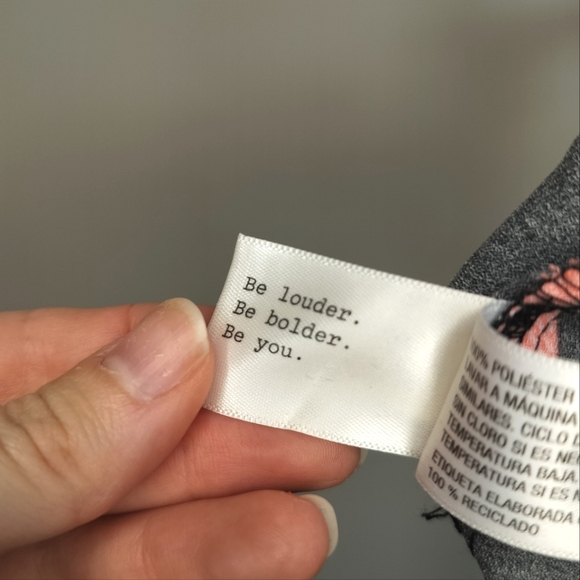 Be louder.
Be bolder.
Be you.
POLIÉSTER
A MÁQUINA
SIMILARES. CICLO
SIN CLORO SI ES
TEMPERATURA BAJA
TEMPERATURA SI ES
ETIQUETA ELABORADA
100 % RECICLADO